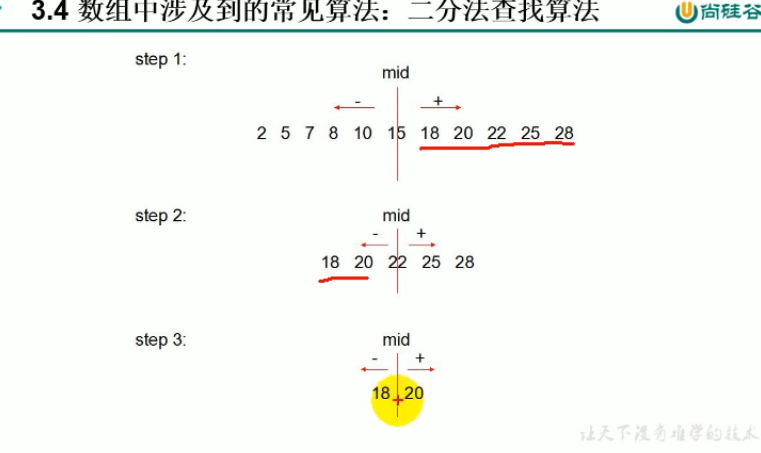 3.4 数组中涉及到的常见算法：二分法查找算法
尚硅谷
step 1:
mid
- +
2 5 7 8 10 15 18 20 22 25 28
step 2:
mid
- +
18 20 22 25 28
step 3:
mid
- +
18 20
让天下没有难学的技术